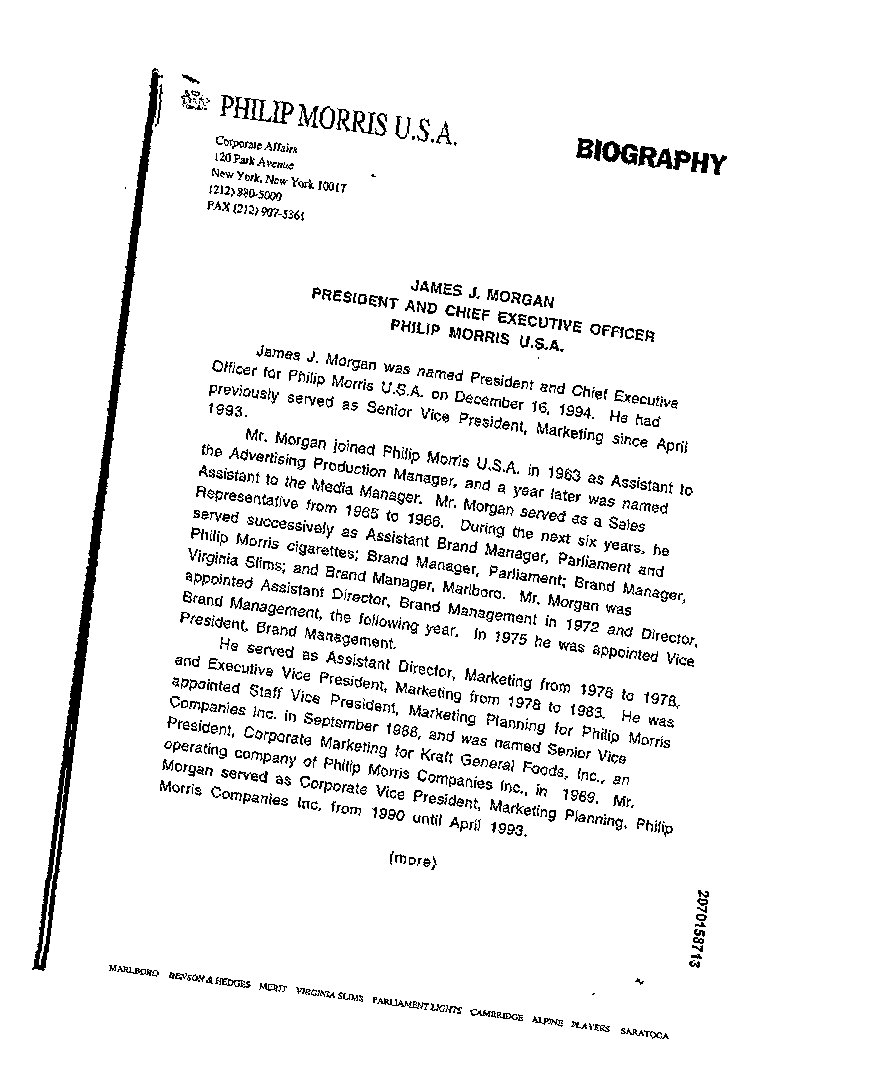 PHILIP MORRIS U.S.A.
BIOGRAPHY
Corporate Affairs
120 Park Avenue
New York, New York 10017
(212) 880-5000
FAX (212) 907-5361
JAMES J. MORGAN
PRESIDENT AND CHIEF EXECUTIVE OFFICER
PHILIP MORRIS U.S.A.
James J. Morgan was named President and Chief Executive
Officer for Philip Morris U.S.A. on December 16, 1994. He had
previously served as Senior Vice President, Marketing since April
1993.
Mr. Morgan joined Philip Morris U.S.A. in 1963 as Assistant to
the Advertising Production Manager, and a year later was named
Assistant to the Media Manager. Mr. Morgan served as a Sales
Representative from 1965 to 1966. During the next six years, he
served successively as Assistant Brand Manager, Parliament and
Philip Morris cigarettes; Brand Manager, Parliament; Brand Manager,
Virginia Slims; and Brand Manager, Marlboro. Mr. Morgan was
appointed Assistant Director, Brand Management in 1972 and Director,
Brand Management, the following year. In 1975 he was appointed Vice
President, Brand Management.
He served as Assistant Director, Marketing from 1976 to 1978,
and Executive Vice President, Marketing from 1978 to 1983. He was
appointed Staff Vice President, Marketing Planning for Philip Morris
Companies Inc. in September 1988, and was named Senior Vice
President, Corporate Marketing for Kraft General Foods, Inc., an
operating company of Philip Morris Companies Inc., in 1989. Mr.
Morgan served as Corporate Vice President, Marketing Planning, Philip
Morris Companies Inc. from 1990 until April 1993.
(more)
2070158713
MARLBORO BENSON & HEDGES MERIT VIRGINIA SLIMS PARLIAMENT LIGHTS CAMBRIDGE ALPINE PLAYERS SARATOGA